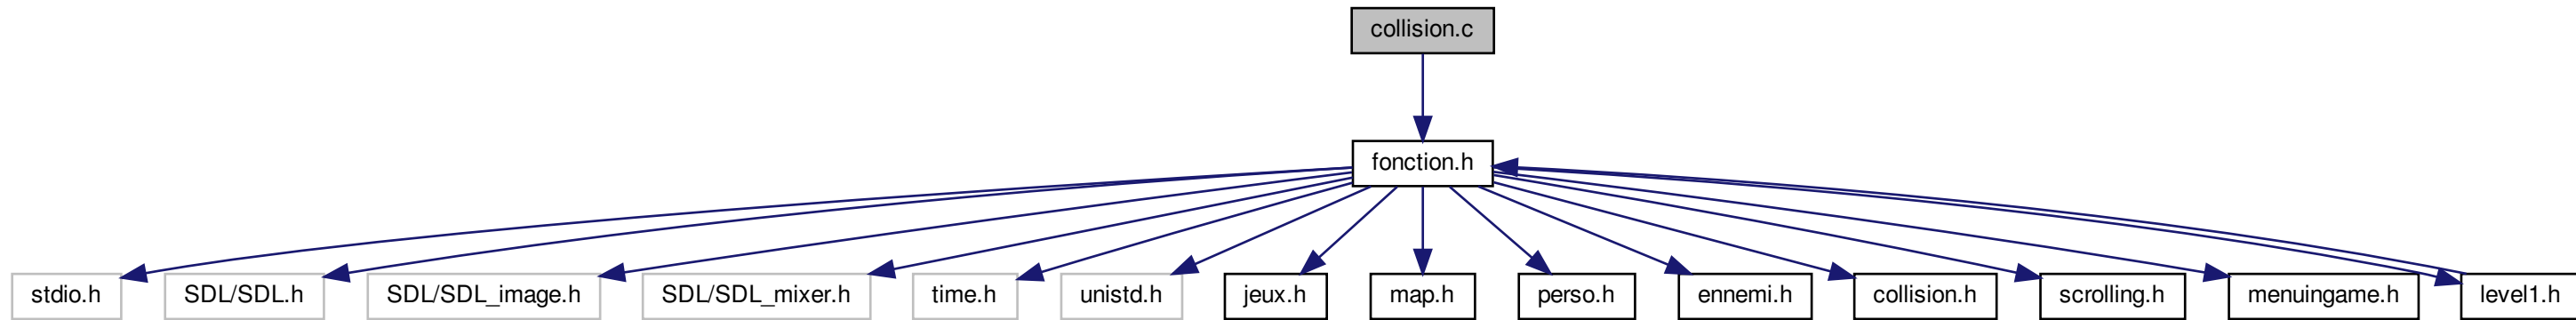 collision.c
fonction.h
stdio.h
SDL/SDL.h
SDL/SDL_image.h
SDL/SDL_mixer.h
time.h
unistd.h
jeux.h
map.h
perso.h
ennemi.h
collision.h
scrolling.h
menuingame.h
level1.h